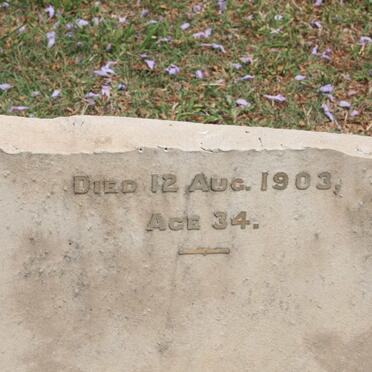 Died 12 Aug. 1903,
Age 34.